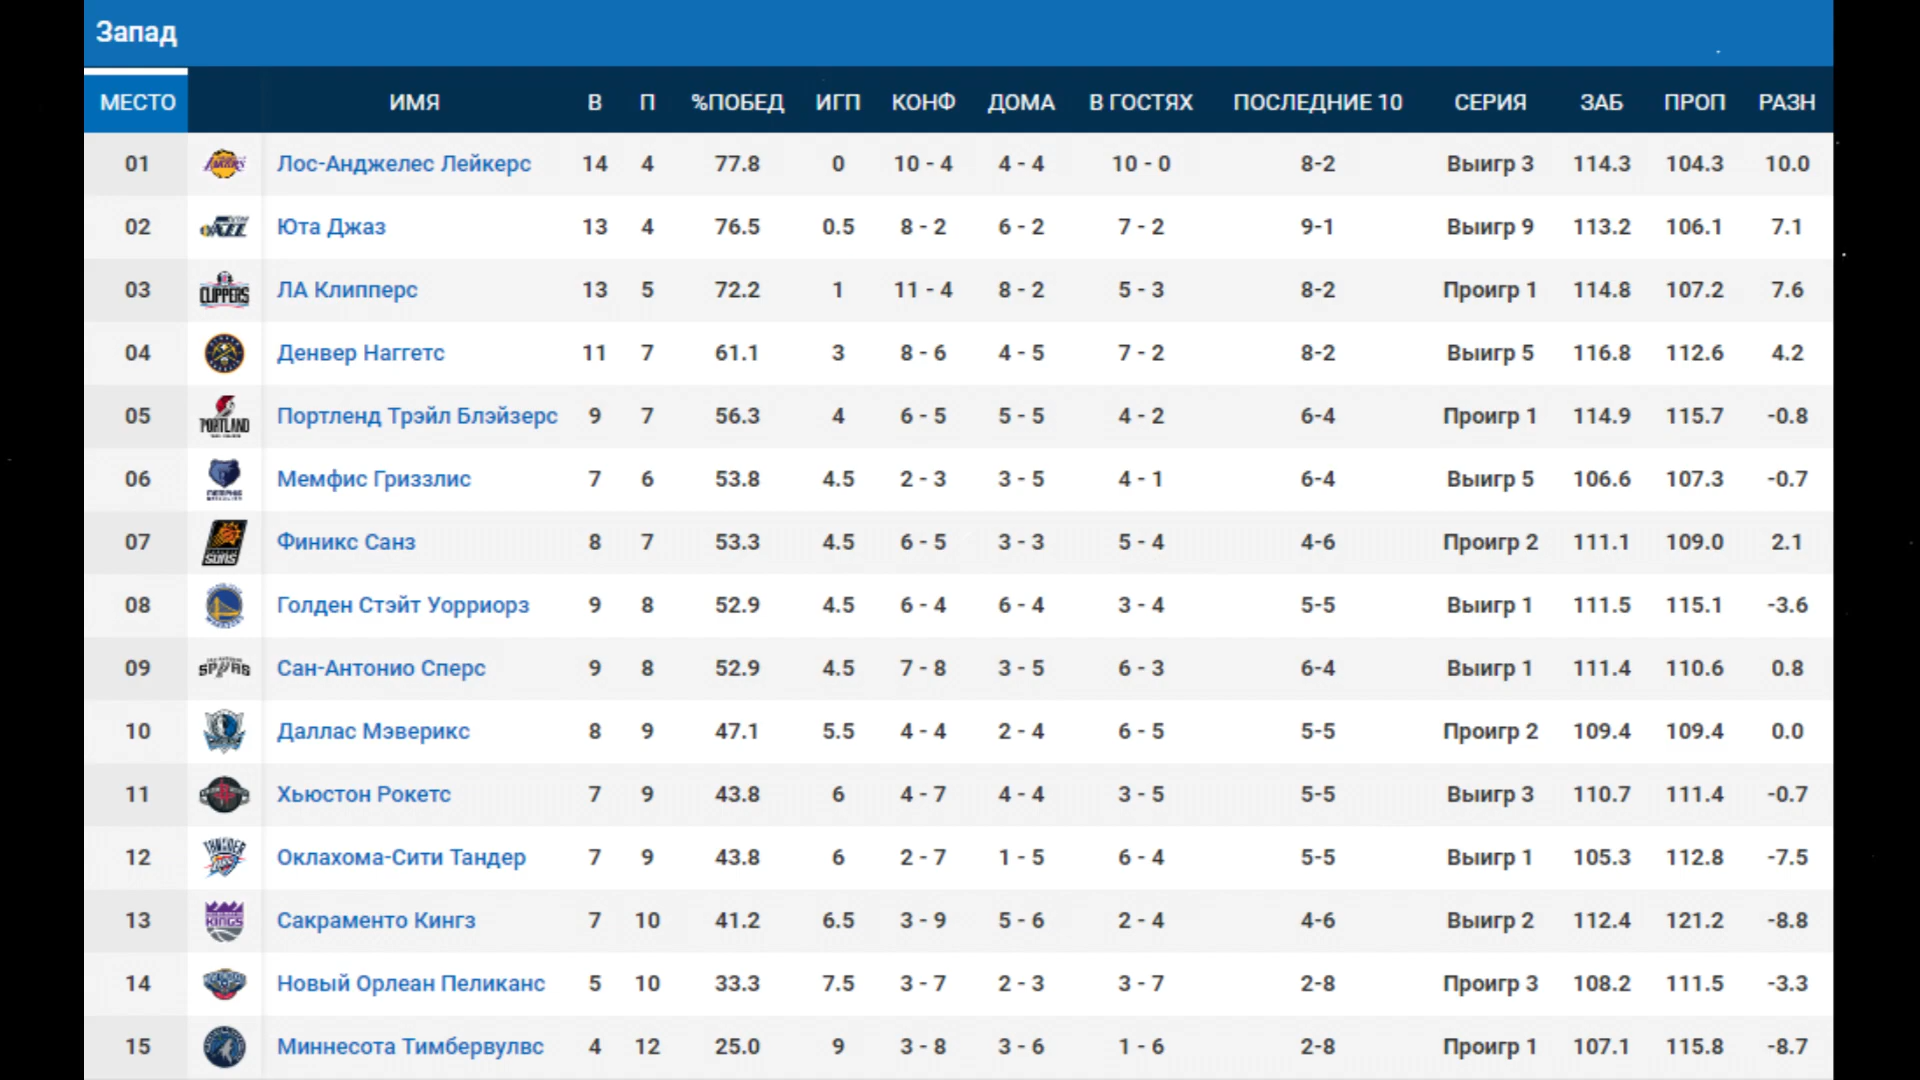 Запад
МЕСТО ИМЯ В П %ПОБЕД ИГП КОНФ ДОМА В ГОСТЯХ ПОСЛЕДНИЕ 10 СЕРИЯ ЗАБ ПРОП РАЗН
01 Лос-Анджелес Лейкерс 14 4 77.8 0 10 - 4 4 - 4 10 - 0 8-2 Выигр 3 114.3 104.3 10.0
02 Юта Джаз 13 4 76.5 0.5 8 - 2 6 - 2 7 - 2 9-1 Выигр 9 113.2 106.1 7.1
03 CLIPPERS ЛА Клипперс 13 5 72.2 1 11 - 4 8 - 2 5 - 3 8-2 Проигр 1 114.8 107.2 7.6
04 Денвер Наггетс 11 7 61.1 3 8 - 6 4 - 5 7 - 2 8-2 Выигр 5 116.8 112.6 4.2
05 PORTLAND Портленд Трэйл Блэйзерс 9 7 56.3 4 6 - 5 5 - 5 4 - 2 6-4 Проигр 1 114.9 115.7 -0.8
06 Мемфис Гриззлис 7 6 53.8 4.5 2 - 3 3 - 5 4 - 1 6-4 Выигр 5 106.6 107.3 -0.7
07 SUNS Финикс Санз 8 7 53.3 4.5 6 - 5 3 - 3 5 - 4 4-6 Проигр 2 111.1 109.0 2.1
08 Голден Стэйт Уорриорз 9 8 52.9 4.5 6 - 4 6 - 4 3 - 4 5-5 Выигр 1 111.5 115.1 -3.6
09 SPURS Сан-Антонио Сперс 9 8 52.9 4.5 7 - 8 3 - 5 6 - 3 6-4 Выигр 1 111.4 110.6 0.8
10 Даллас Мэверикс 8 9 47.1 5.5 4 - 4 2 - 4 6 - 5 5-5 Проигр 2 109.4 109.4 0.0
11 Хьюстон Рокетс 7 9 43.8 6 4 - 7 4 - 4 3 - 5 5-5 Выигр 3 110.7 111.4 -0.7
12 Оклахома-Сити Тандер 7 9 43.8 6 2 - 7 1 - 5 6 - 4 5-5 Выигр 1 105.3 112.8 -7.5
13 KINGS Сакраменто Кингз 7 10 41.2 6.5 3 - 9 5 - 6 2 - 4 4-6 Выигр 2 112.4 121.2 -8.8
14 Новый Орлеан Пеликанс 5 10 33.3 7.5 3 - 7 2 - 3 3 - 7 2-8 Проигр 3 108.2 111.5 -3.3
15 Миннесота Тимбервулвс 4 12 25.0 9 3 - 8 3 - 6 1 - 6 2-8 Проигр 1 107.1 115.8 -8.7